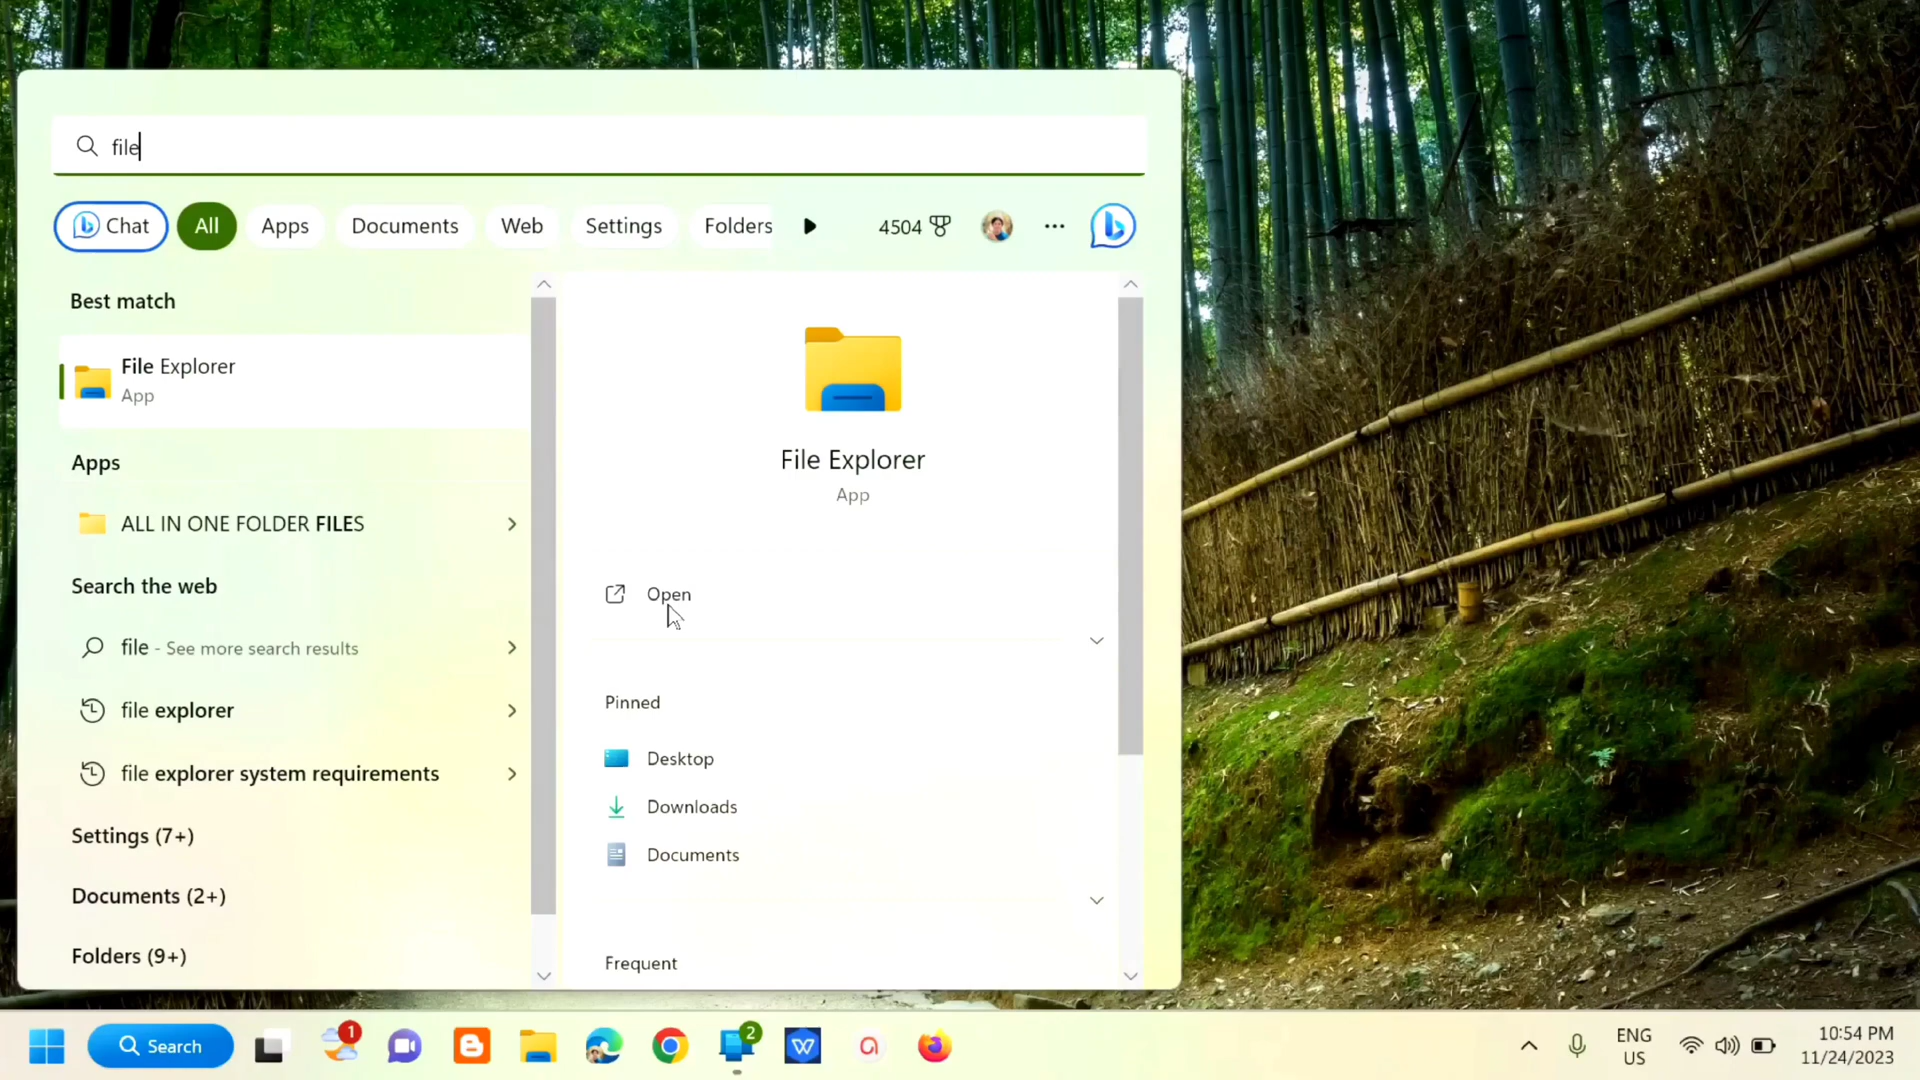 file
Chat
All
Apps
Documents
Web
Settings
Folders
4504
Best match
File Explorer
App
Apps
ALL IN ONE FOLDER FILES
Search the web
file - See more search results
file explorer
file explorer system requirements
Settings (7+)
Documents (2+)
Folders (9+)
File Explorer
App
Open
Pinned
Desktop
Downloads
Documents
Frequent
Search
1
2
W
ENG
US
10:54 PM
11/24/2023